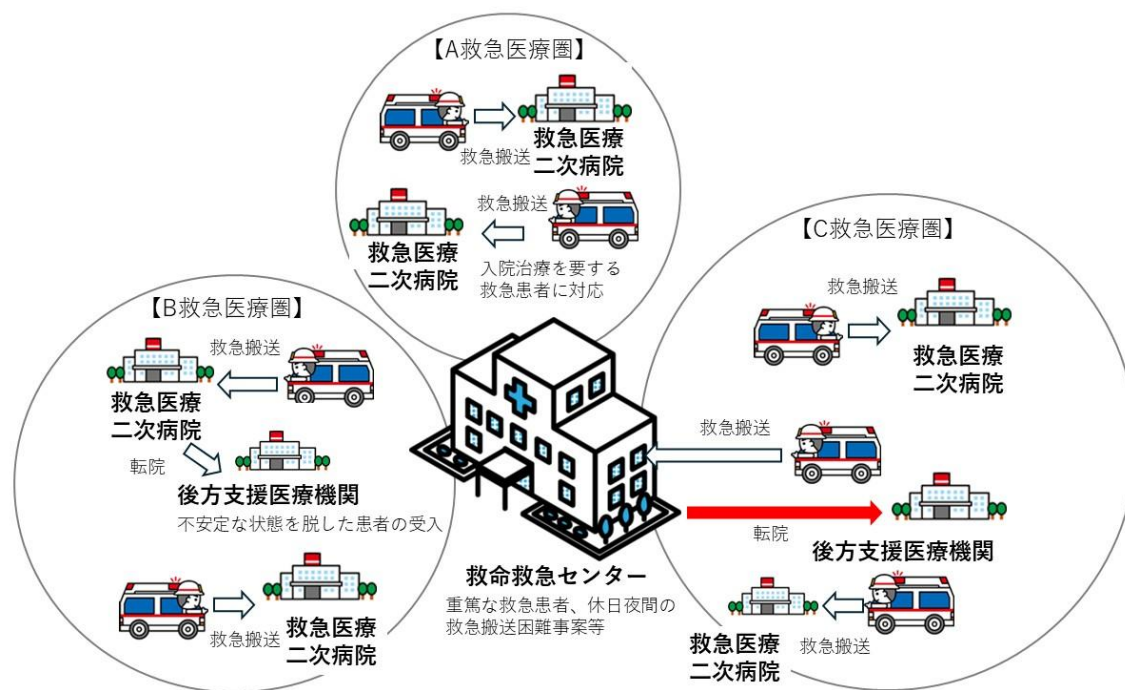 【A救急医療圏】
救急搬送
救急医療
二次病院
救急搬送
救急医療
二次病院
入院治療を要する
救急患者に対応
【B救急医療圏】
救急搬送
救急医療
二次病院
転院
後方支援医療機関
不安定な状態を脱した患者の受入
救急搬送
救急医療
二次病院
救命救急センター
重篤な救急患者、休日夜間の
救急搬送困難事案等
【C救急医療圏】
救急搬送
救急医療
二次病院
救急搬送
転院
後方支援医療機関
救急医療
二次病院
救急搬送